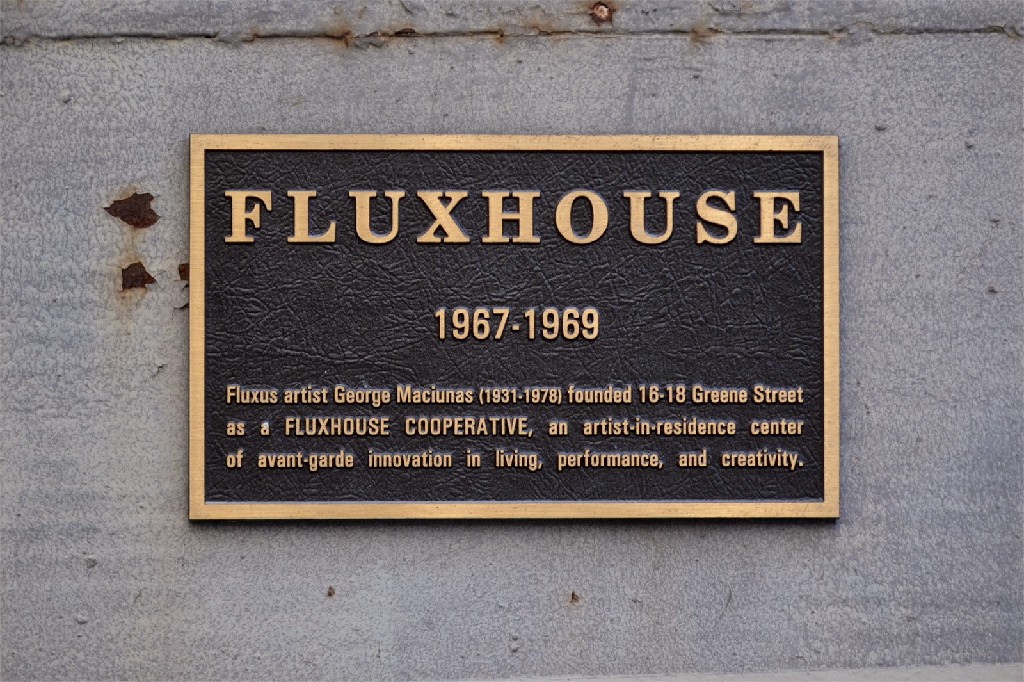 FLUXHOUSE
1967-1969
Fluxus artist George Maciunas (1931-1978) founded 16-18 Greene Street
as a FLUXHOUSE COOPERATIVE, an artist-in-residence center
of avant-garde innovation in living, performance, and creativity.